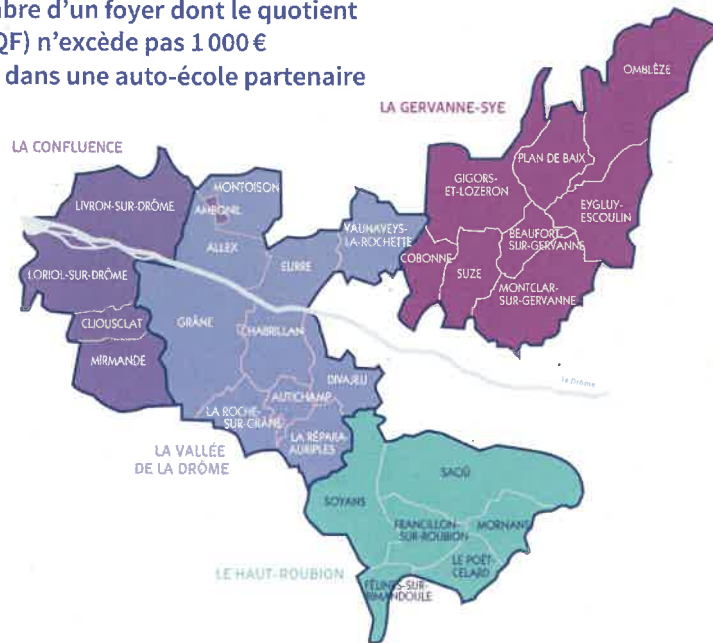 bre d'un foyer dont le quotient
QF) n'excède pas 1 000 €
dans une auto-école partenaire
LA GERVANNE-SYE
OMBLÈZE
LA CONFLUENCE
PLAN DE BAIX
GIGORS-
ET-LOZERON
MONTOISON
LIVRON-SUR-DRÔME
AMBONIL
EYGLUY-
ESCOULIN
VAUNAVEYS-
LA-ROCHETTE
BEAUFORT-
SUR-GERVANNE
ALLEX
COBONNE
EURRE
SUZE
LORIOL-SUR-DRÔME
MONTCLAR-
SUR-GERVANNE
CLIOUSCLAT
GRÂNE
CHABRILLAN
MIRMANDE
DIVAJEU
la Drôme
AUTICHAMP
LA ROCHE-
SUR-GRÂNE
LA RÉPARA-
AURIPLES
LA VALLÉE
DE LA DRÔME
SAOÛ
SOYANS
FRANCILLON-
SUR-ROUBION
MORNANS
LE POËT-
CELARD
LE HAUT-ROUBION
FÉLINES-SUR-
RIMANDOULE